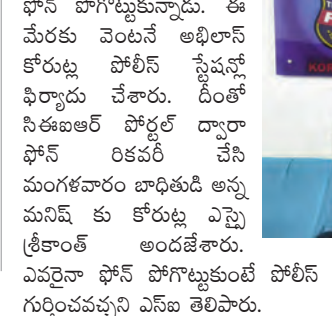 ఫోన్ పోగొట్టుకున్నాడు. ఈ
మేరకు వెంటనే అభిలాస్
కోరుట్ల పోలీస్ స్టేషన్లో
ఫిర్యాదు చేశారు. దీంతో
సిఈఐఆర్ పోర్టల్ ద్వారా
ఫోన్ రికవరీ చేసి
మంగళవారం బాధితుడి అన్న
మనిష్ కు కోరుట్ల ఎస్సై
శ్రీకాంత్ అందజేశారు.
ఎవరైనా ఫోన్ పోగొట్టుకుంటే పోలీస్
గుర్తించవచ్చని ఎస్ఐ తెలిపారు.